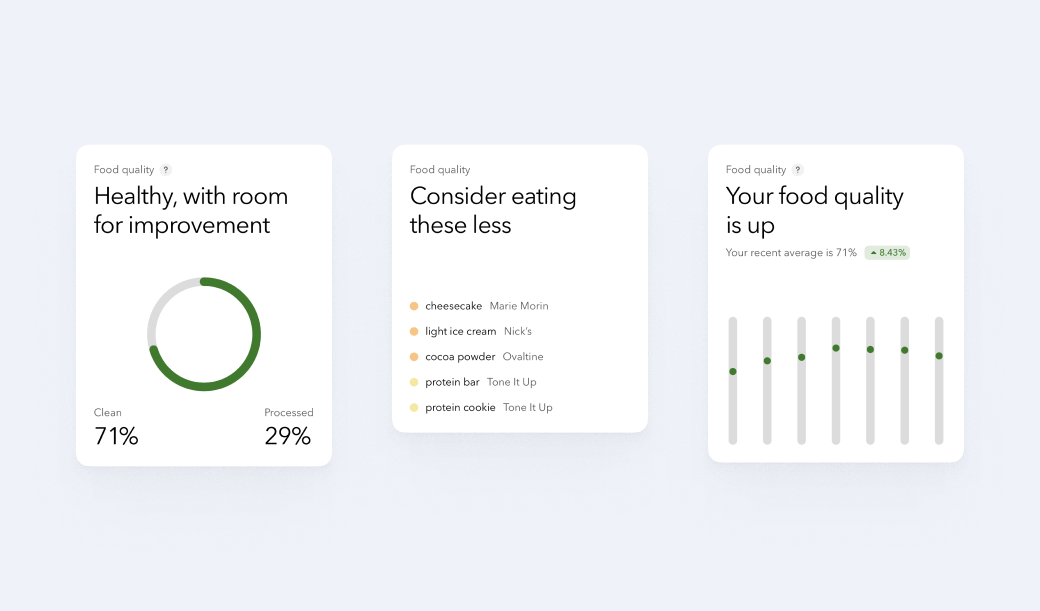 Food quality ?
Healthy, with room
for improvement
Clean
71%
Processed
29%
Food quality
Consider eating
these less
cheesecake Marie Morin
light ice cream Nick's
cocoa powder Ovaltine
protein bar Tone It Up
protein cookie Tone It Up
Food quality ?
Your food quality
is up
Your recent average is 71% 8.43%